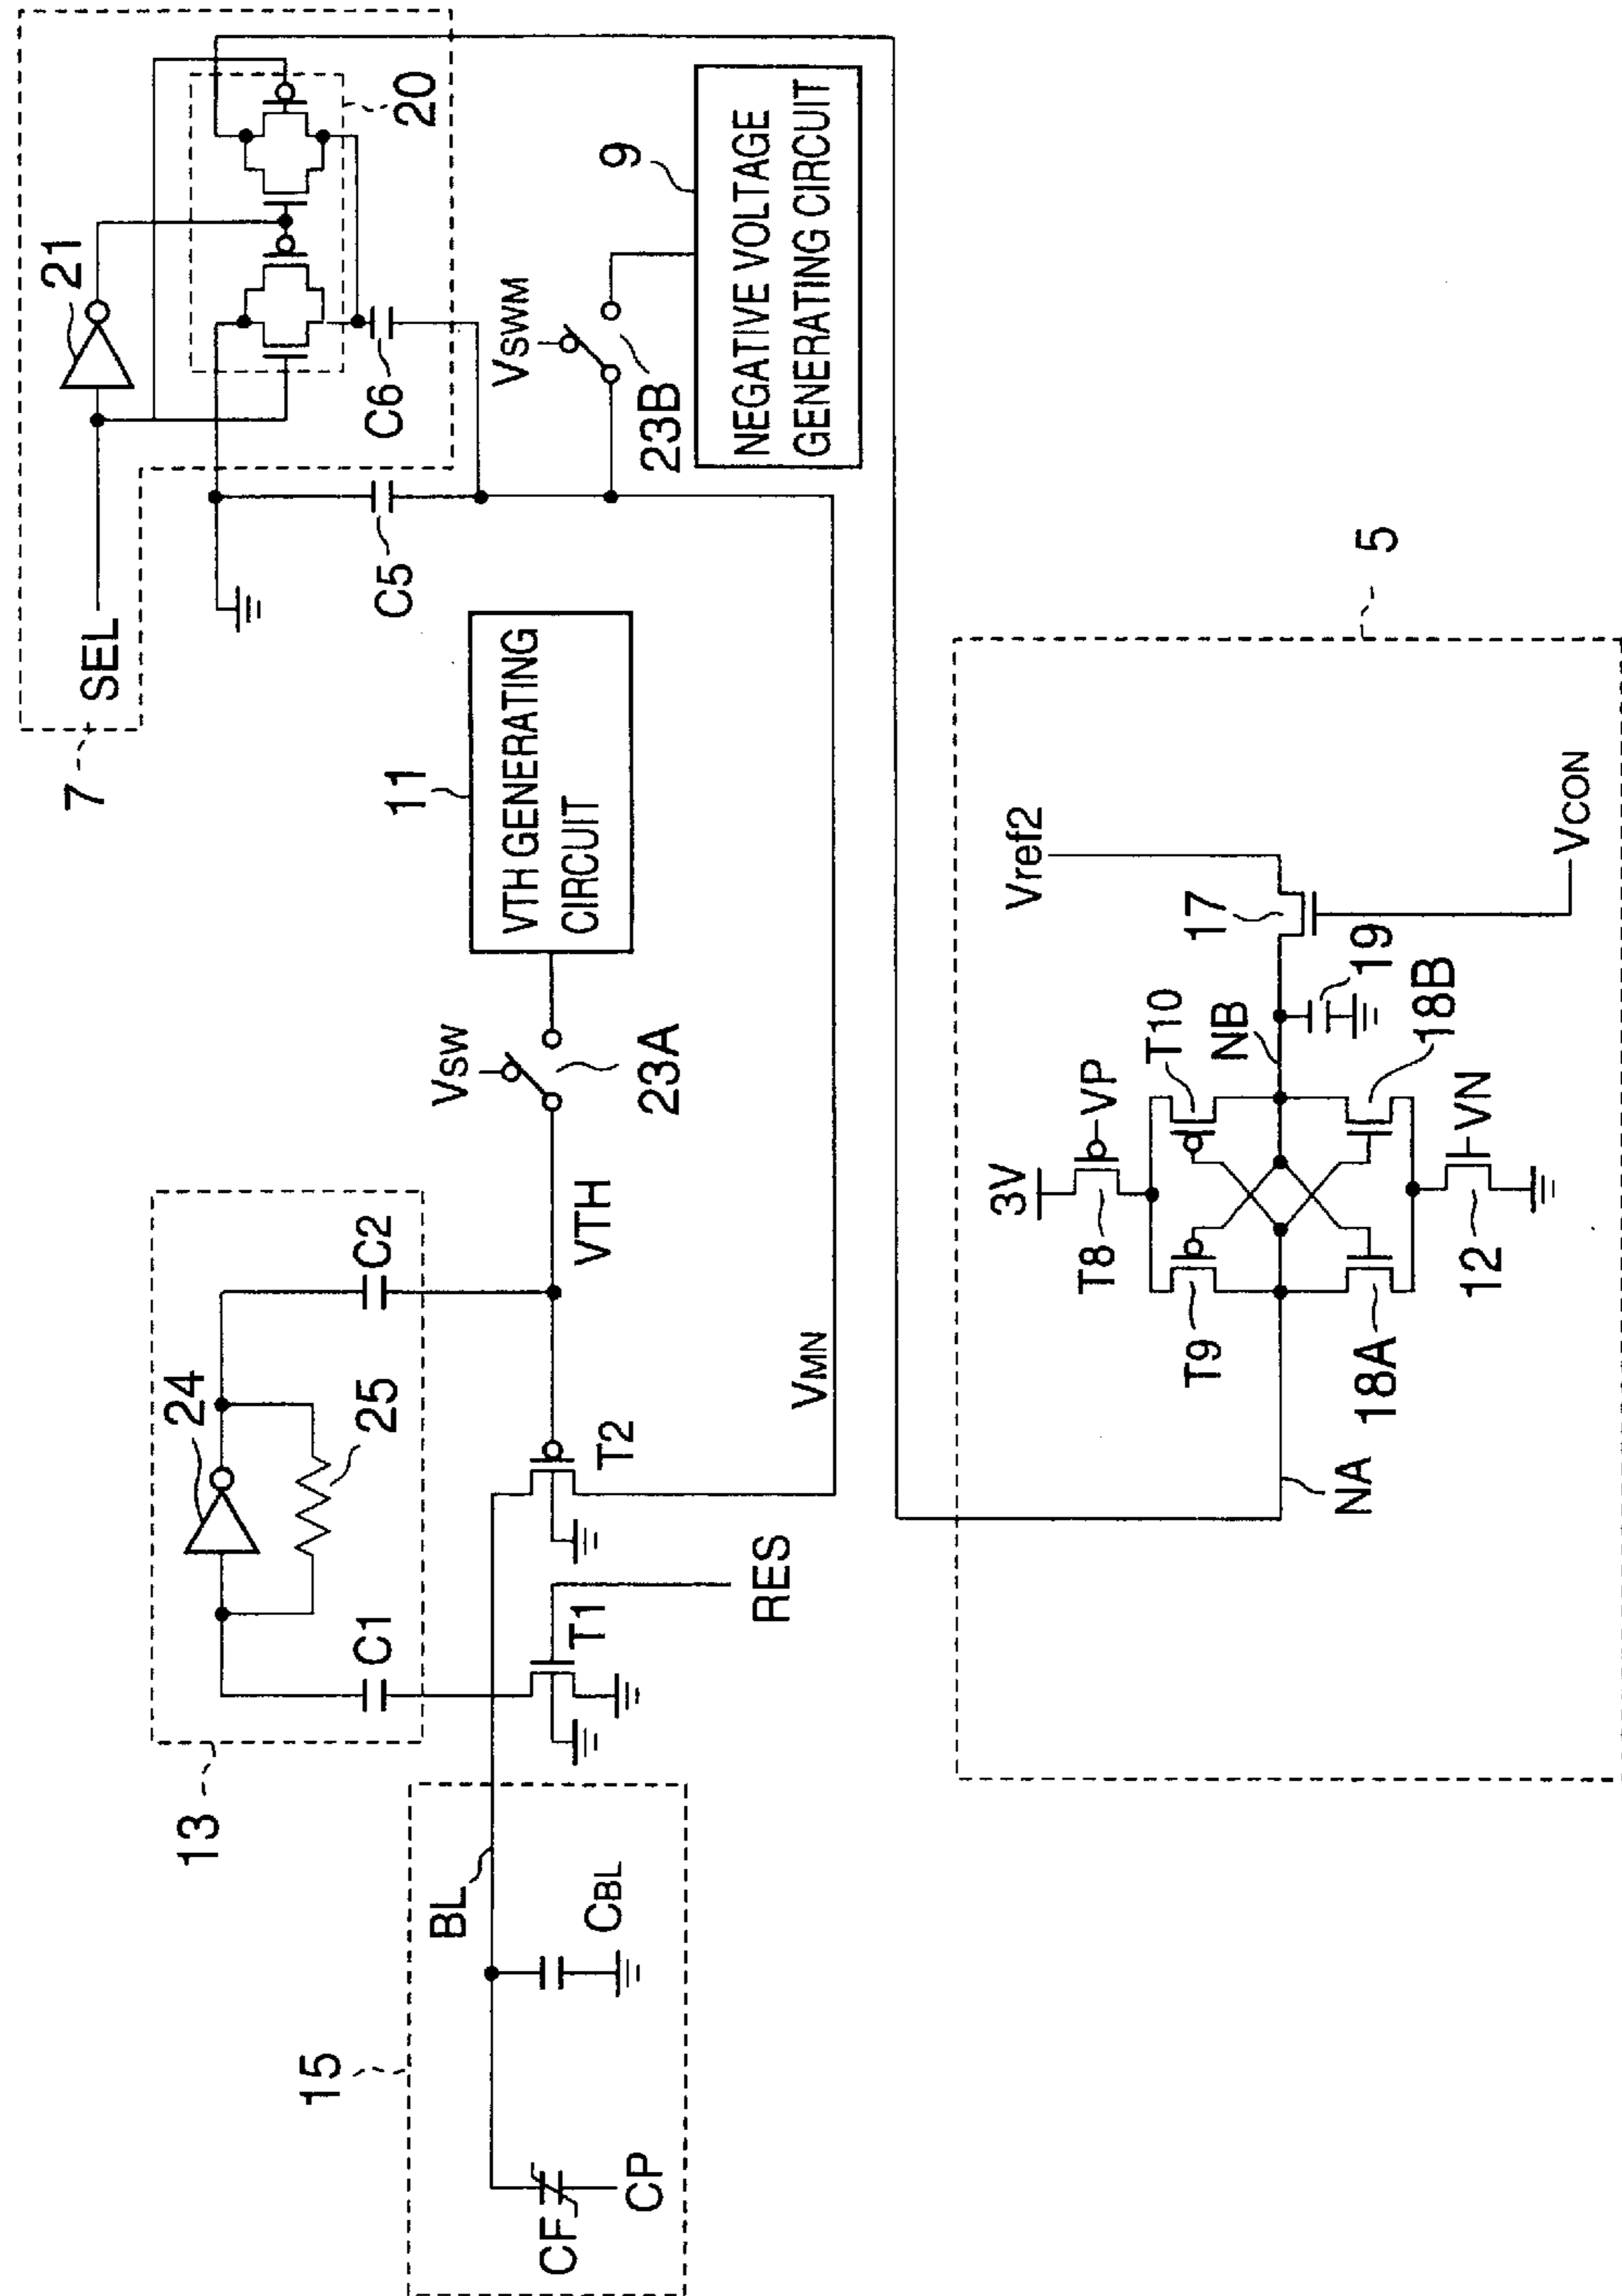 7
SEL
21
20
C6
C5
VSWM
23B
9
NEGATIVE VOLTAGE
GENERATING CIRCUIT
11
VTH GENERATING
CIRCUIT
VSW
23A
VTH
13
24
25
C1
C2
T1
T2
RES
VMN
15
BL
CBL
CF
CP
5
3V
T8
VP
T9
T10
NA
NB
18A
18B
12
VN
19
17
Vref2
VCON